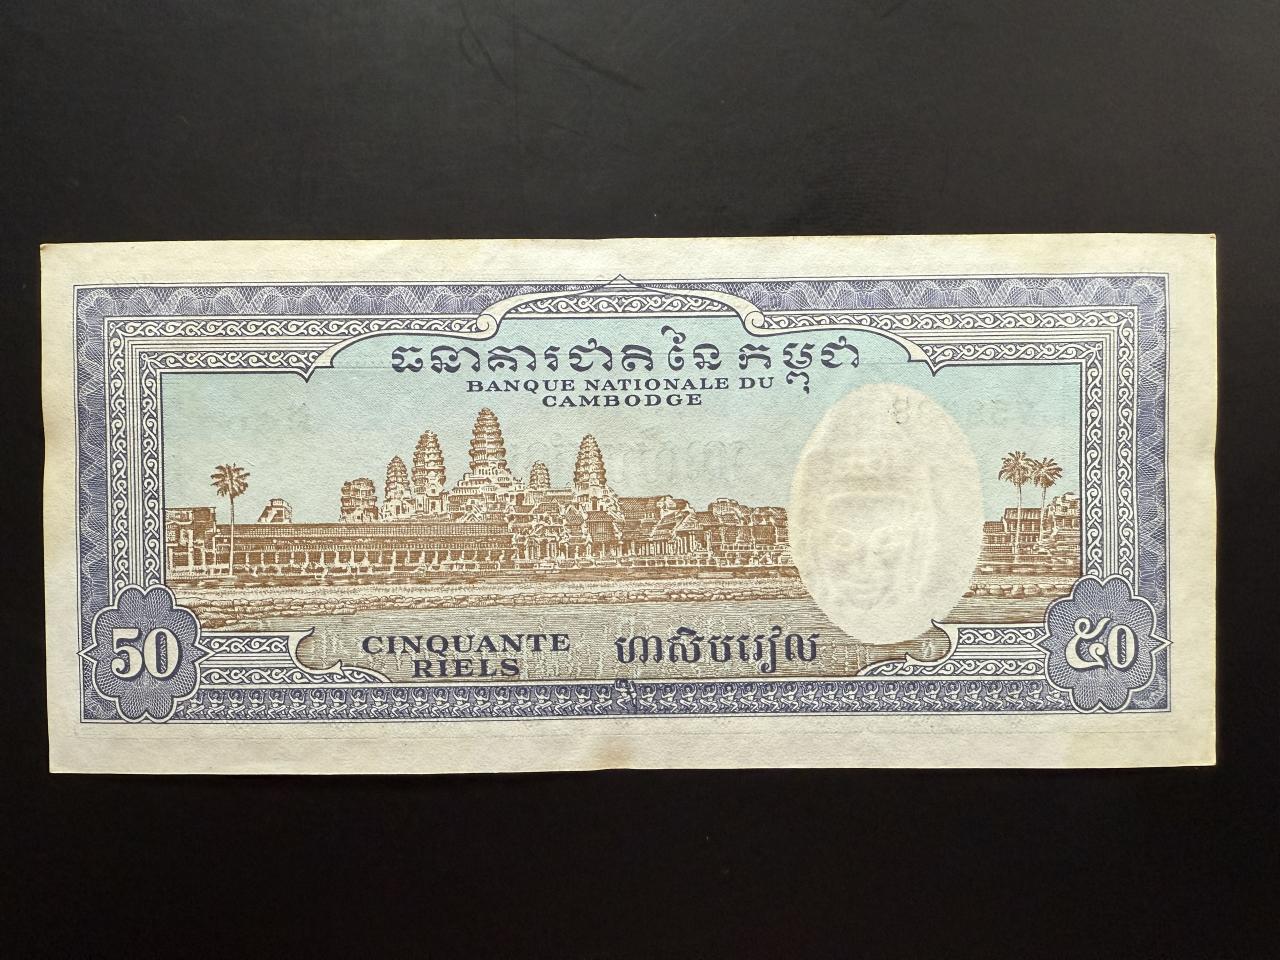 ធនាគារជាតិ នៃ កម្ពុជា
BANQUE NATIONALE DU
CAMBODGE
CINQUANTE
RIELS
ហាសិបរៀល
50
៥០